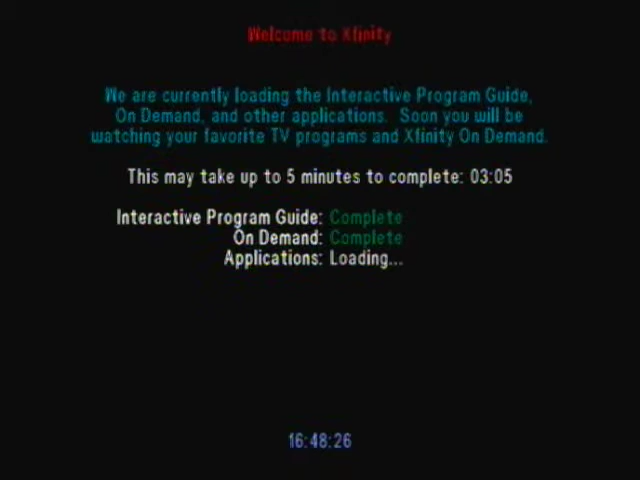 Welcome to Xfinity
We are currently loading the Interactive Program Guide,
On Demand, and other applications. Soon you will be
watching your favorite TV programs and Xfinity On Demand.
This may take up to 5 minutes to complete: 03:05
Interactive Program Guide: Complete
On Demand: Complete
Applications: Loading...
16:48:26